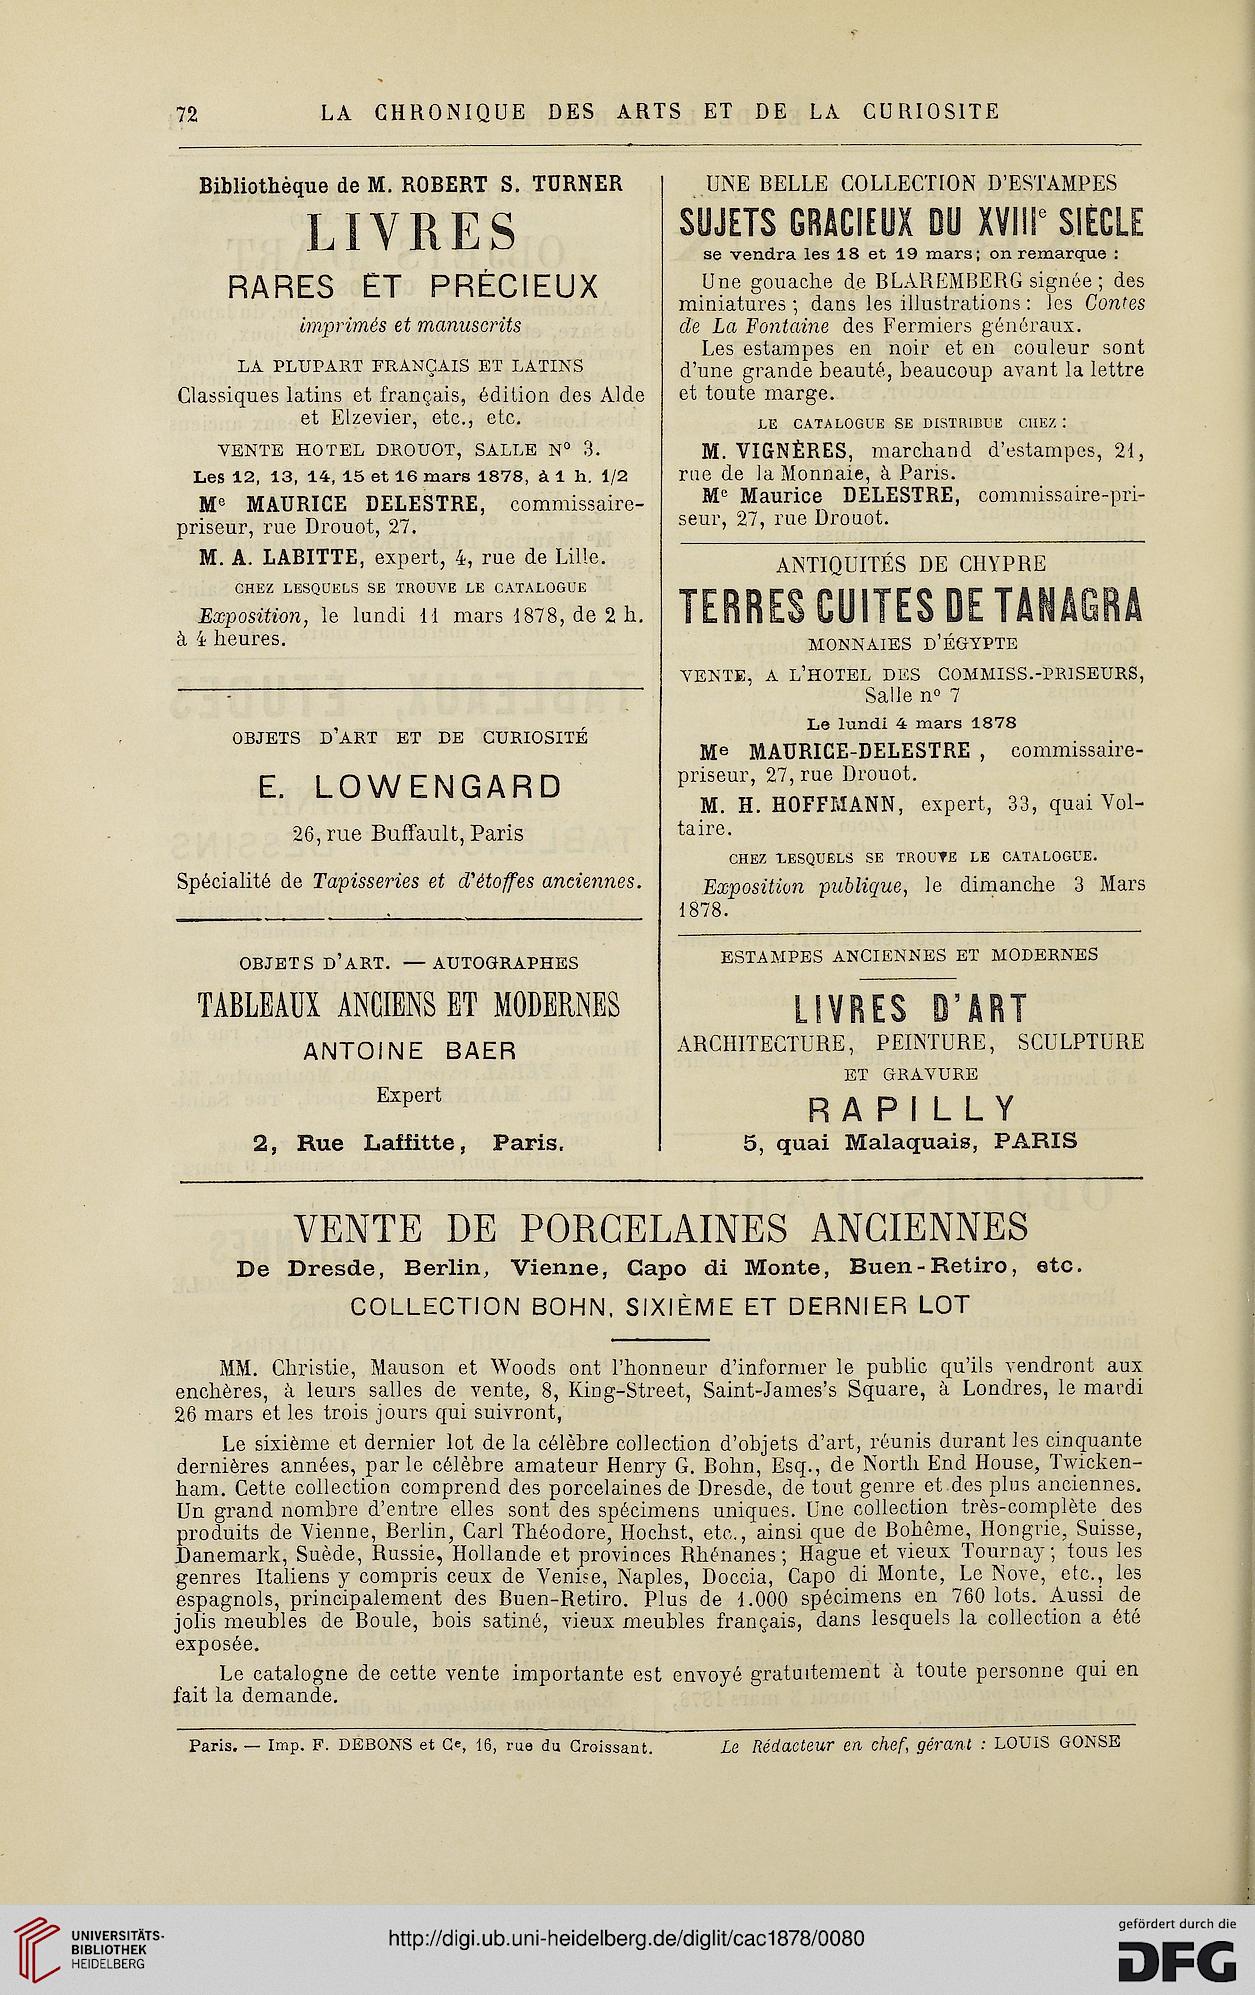 72
LA CHRONIQUE DES ARTS ET DE LA CURIOSITE
Bibliothèque de M. ROBERT S. TURNER
LIVRES
RARES ET PRÉCIEUX
imprimés et manuscrits
LA PLUPART FRANÇAIS ET LATINS
Classiques latins et français, édition des Alde
et Elzevier, etc., etc.
VENTE HOTEL DROUOT, SALLE N° 3.
Les 12, 13, 14, 15 et 16 mars 1878, à 1 h. 1/2
Me MAURICE DELESTRE, commissaire-
priseur, rue Drouot, 27.
M. A. LABITTE, expert, 4, rue de Lille.
CHEZ LESQUELS SE TROUVE LE CATALOGUE
Exposition, le lundi 11 mars 1878, de 2 h.
à 4 heures.
OBJETS D'ART ET DE CURIOSITÉ
E. LOWENGARD
26, rue Buffault, Paris
Spécialité de Tapisseries et d'étoffes anciennes.
OBJETS D'ART. — AUTOGRAPHES
TABLEAUX ANCIENS ET MODERNES
ANTOINE BAER
Expert
2, Rue Laffitte, Paris.
UNE BELLE COLLECTION D'ESTAMPES
SUJETS GRACIEUX DU XVIIIe SIÈCLE
se vendra les 18 et 19 mars; on remarque :
Une gouache de BLAREMBERG signée; des
miniatures; dans les illustrations: les Contes
de La Fontaine des Fermiers généraux.
Les estampes en noir et en couleur sont
d'une grande beauté, beaucoup avant la lettre
et toute marge.
LE CATALOGUE SE DISTRIBUE CHEZ :
M. VIGNÈRES, marchand d'estampes, 21,
rue de la Monnaie, à Paris.
Me Maurice DELESTRE, commissaire-pri-
seur, 27, rue Drouot.
ANTIQUITÉS DE CHYPRE
TERRES CUITES DE TANAGRA
MONNAIES D'ÉGYPTE
VENTE, A L'HOTEL DES COMMISS.-PRISEURS,
Salle n° 7
Le lundi 4 mars 1878
Me MAURICE-DELESTRE, commissaire-
priseur, 27, rue Drouot.
M. H. HOFFMANN, expert, 33, quai Vol-
taire.
CHEZ LESQUELS SE TROUVE LE CATALOGUE.
Exposition publique, le dimanche 3 Mars
1878.
ESTAMPES ANCIENNES ET MODERNES
LIVRES D'ART
ARCHITECTURE, PEINTURE, SCULPTURE
ET GRAVURE
RAPILLY
5, quai Malaquais, PARIS
VENTE DE PORCELAINES ANCIENNES
De Dresde, Berlin, Vienne, Capo di Monte, Buen-Retiro, etc.
COLLECTION BOHN, SIXIÈME ET DERNIER LOT
MM. Christie, Mauson et Woods ont l'honneur d'informer le public qu'ils vendront aux
enchères, à leurs salles de vente, 8, King-Street, Saint-James's Square, à Londres, le mardi
26 mars et les trois jours qui suivront,
Le sixième et dernier lot de la célèbre collection d'objets d'art, réunis durant les cinquante
dernières années, par le célèbre amateur Henry G. Bohn, Esq., de North End House, Twicken-
ham. Cette collection comprend des porcelaines de Dresde, de tout genre et des plus anciennes.
Un grand nombre d'entre elles sont des spécimens uniques. Une collection très-complète des
produits de Vienne, Berlin, Carl Théodore, Hochst, etc., ainsi que de Bohême, Hongrie, Suisse,
Danemark, Suède, Russie, Hollande et provinces Rhénanes; Hague et vieux Tournay; tous les
genres Italiens y compris ceux de Venise, Naples, Doccia, Capo di Monte, Le Nove, etc., les
espagnols, principalement des Buen-Retiro. Plus de 1.000 spécimens en 760 lots. Aussi de
jolis meubles de Boule, bois satiné, vieux meubles français, dans lesquels la collection a été
exposée.
Le catalogne de cette vente importante est envoyé gratuitement à toute personne qui en
fait la demande.
Paris. — Imp. F. DEBONS et Ce, 16, rue du Croissant.
Le Rédacteur en chef, gérant : LOUIS GONSE
UNIVERSITÄTS-
BIBLIOTHEK
HEIDELBERG
http://digi.ub.uni-heidelberg.de/diglit/cac1878/0080
gefördert durch die
DFG